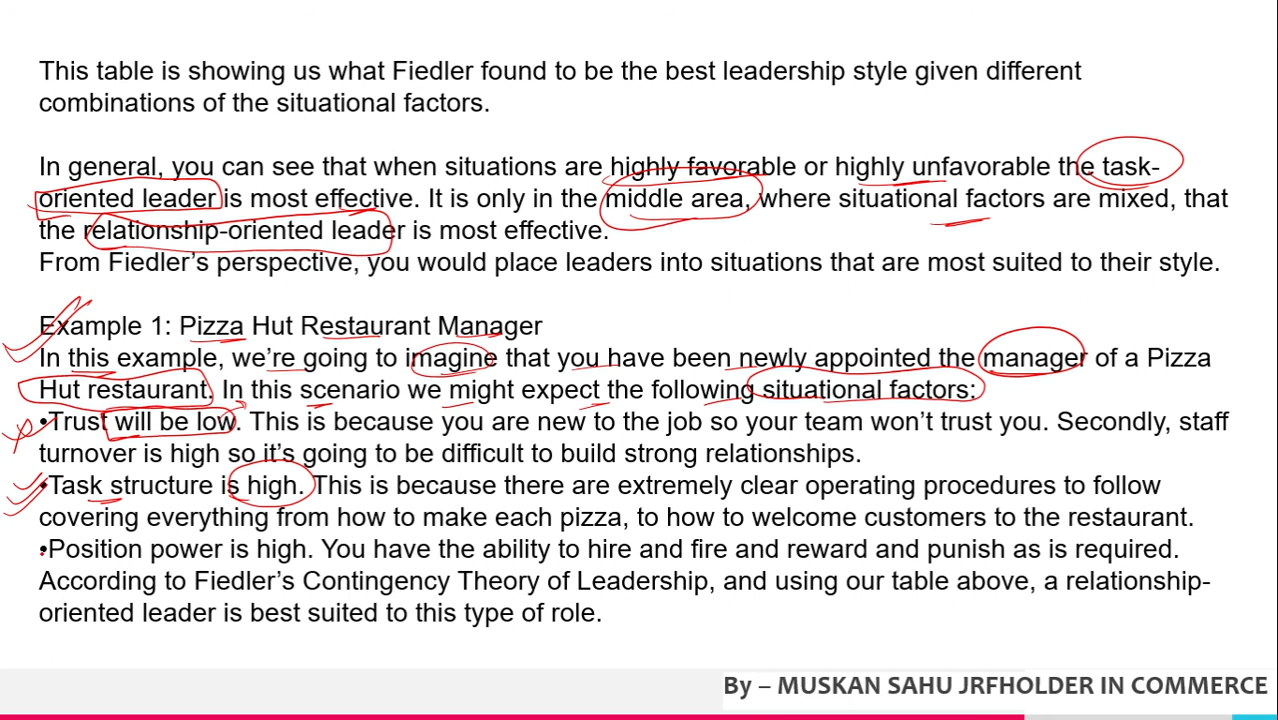 This table is showing us what Fiedler found to be the best leadership style given different
combinations of the situational factors.
In general, you can see that when situations are highly favorable or highly unfavorable the task-
oriented leader is most effective. It is only in the middle area, where situational factors are mixed, that
the relationship-oriented leader is most effective.
From Fiedler’s perspective, you would place leaders into situations that are most suited to their style.
Example 1: Pizza Hut Restaurant Manager
In this example, we’re going to imagine that you have been newly appointed the manager of a Pizza
Hut restaurant. In this scenario we might expect the following situational factors:
•Trust will be low. This is because you are new to the job so your team won’t trust you. Secondly, staff
turnover is high so it’s going to be difficult to build strong relationships.
•Task structure is high. This is because there are extremely clear operating procedures to follow
covering everything from how to make each pizza, to how to welcome customers to the restaurant.
•Position power is high. You have the ability to hire and fire and reward and punish as is required.
According to Fiedler’s Contingency Theory of Leadership, and using our table above, a relationship-
oriented leader is best suited to this type of role.
By – MUSKAN SAHU JRFHOLDER IN COMMERCE